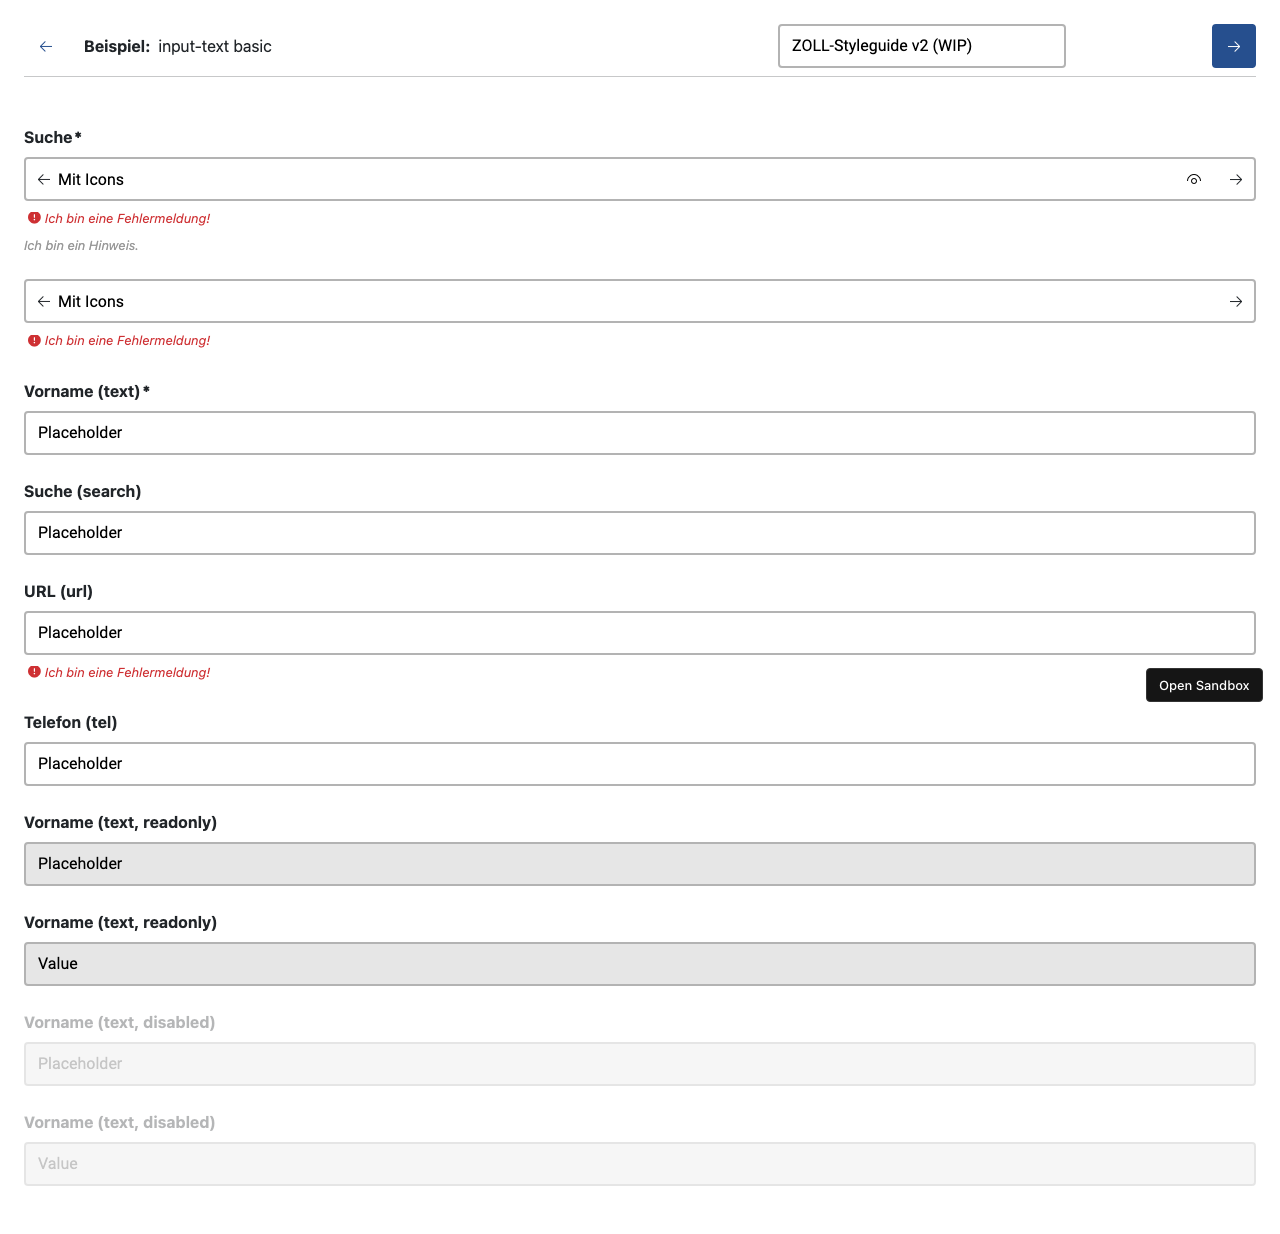 Beispiel: input-text basic
ZOLL-Styleguide v2 (WIP)
Suche*
Mit Icons
Ich bin eine Fehlermeldung!
Ich bin ein Hinweis.
Mit Icons
Ich bin eine Fehlermeldung!
Vorname (text)*
Placeholder
Suche (search)
Placeholder
URL (url)
Placeholder
Ich bin eine Fehlermeldung!
Open Sandbox
Telefon (tel)
Placeholder
Vorname (text, readonly)
Placeholder
Vorname (text, readonly)
Value
Vorname (text, disabled)
Placeholder
Vorname (text, disabled)
Value